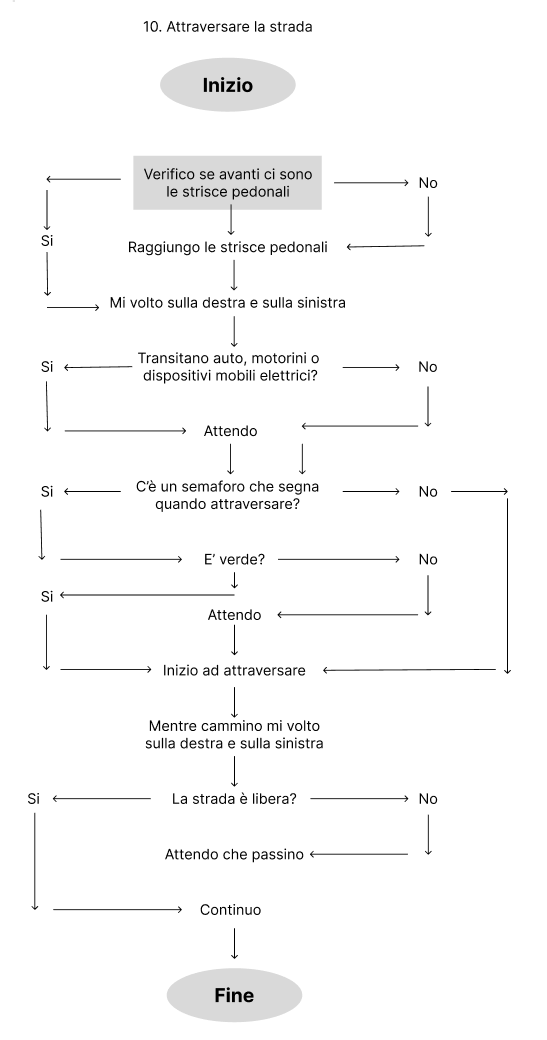 10. Attraversare la strada
Inizio
Verifico se avanti ci sono
le strisce pedonali
No
Si
Raggiungo le strisce pedonali
Mi volto sulla destra e sulla sinistra
Si
Transitano auto, motorini o
dispositivi mobili elettrici?
No
Attendo
Si
C'è un semaforo che segna
quando attraversare?
No
E' verde?
No
Si
Attendo
Inizio ad attraversare
Mentre cammino mi volto
sulla destra e sulla sinistra
Si
La strada è libera?
No
Attendo che passino
Continuo
Fine